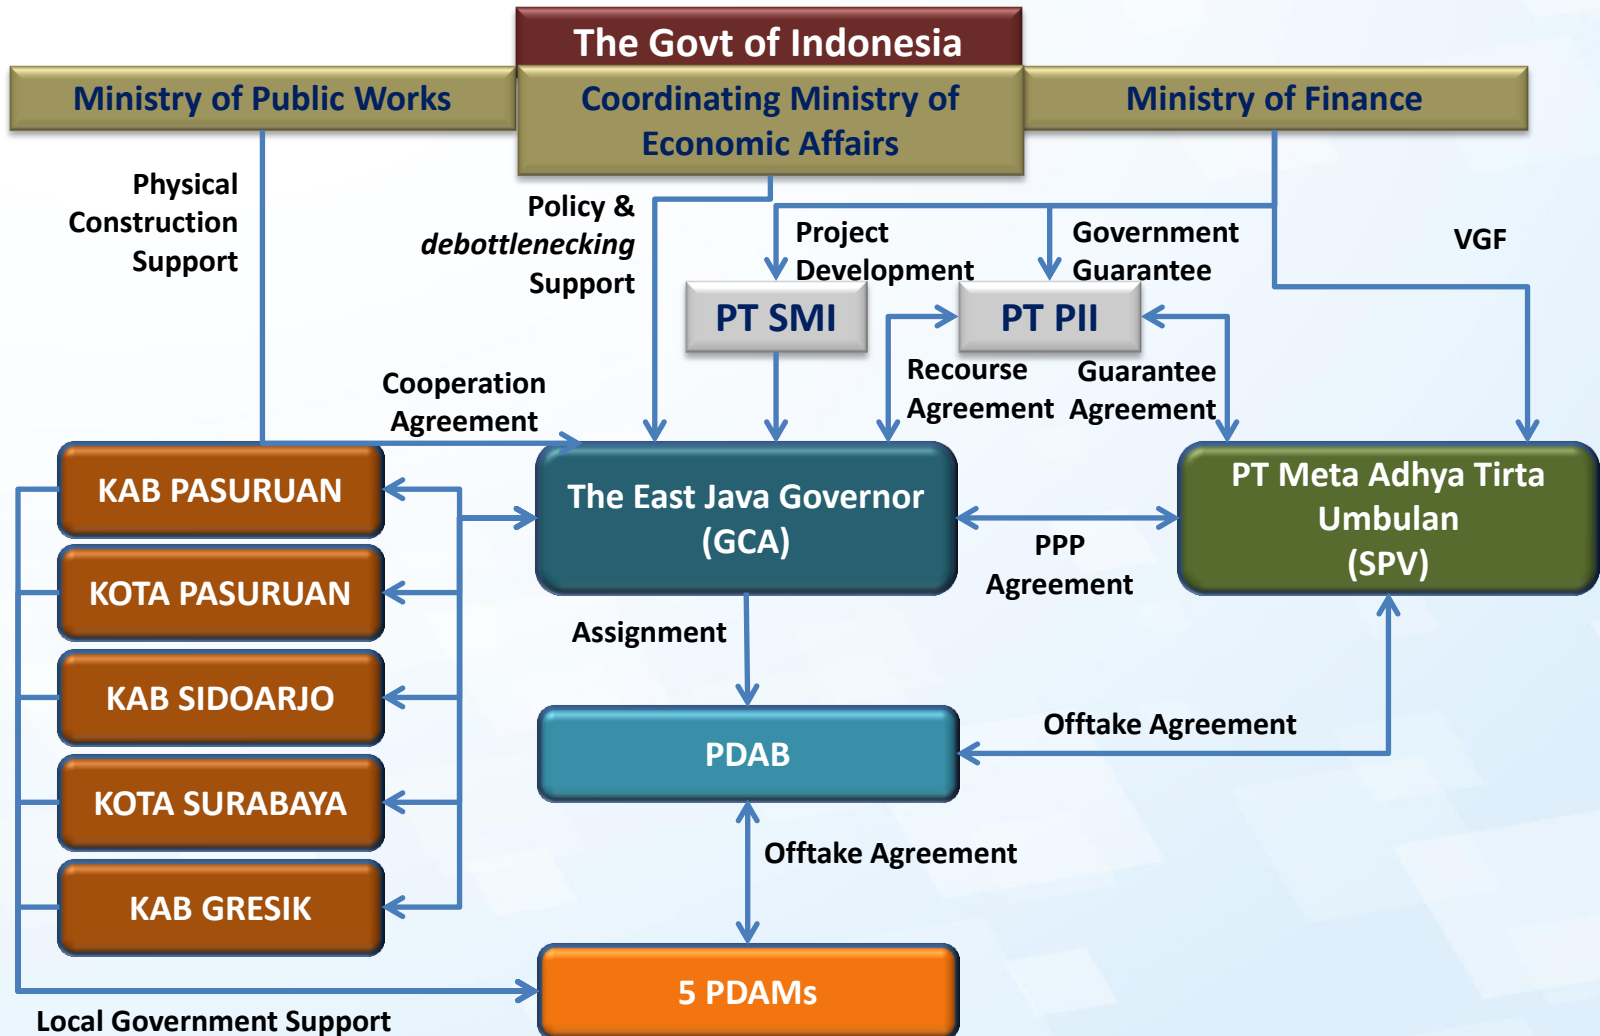 The Govt of Indonesia
Ministry of Public Works
Coordinating Ministry of
Economic Affairs
Ministry of Finance
Physical
Construction
Support
Policy &
debottlenecking
Support
Project
Development
Government
Guarantee
VGF
PT SMI
PT PII
Cooperation
Agreement
Recourse
Agreement
Guarantee
Agreement
KAB PASURUAN
KOTA PASURUAN
KAB SIDOARJO
KOTA SURABAYA
KAB GRESIK
The East Java Governor
(GCA)
PPP
Agreement
PT Meta Adhya Tirta
Umbulan
(SPV)
Assignment
PDAB
Offtake Agreement
Offtake Agreement
5 PDAMs
Local Government Support